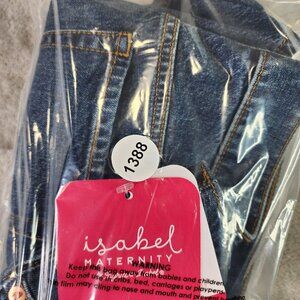 1388
isabel
MATERNITY
WARNING
Keep this bag away from babies and children
Do not use in cribs, bed, carriages or playpens
film may cling to nose and mouth and prevent